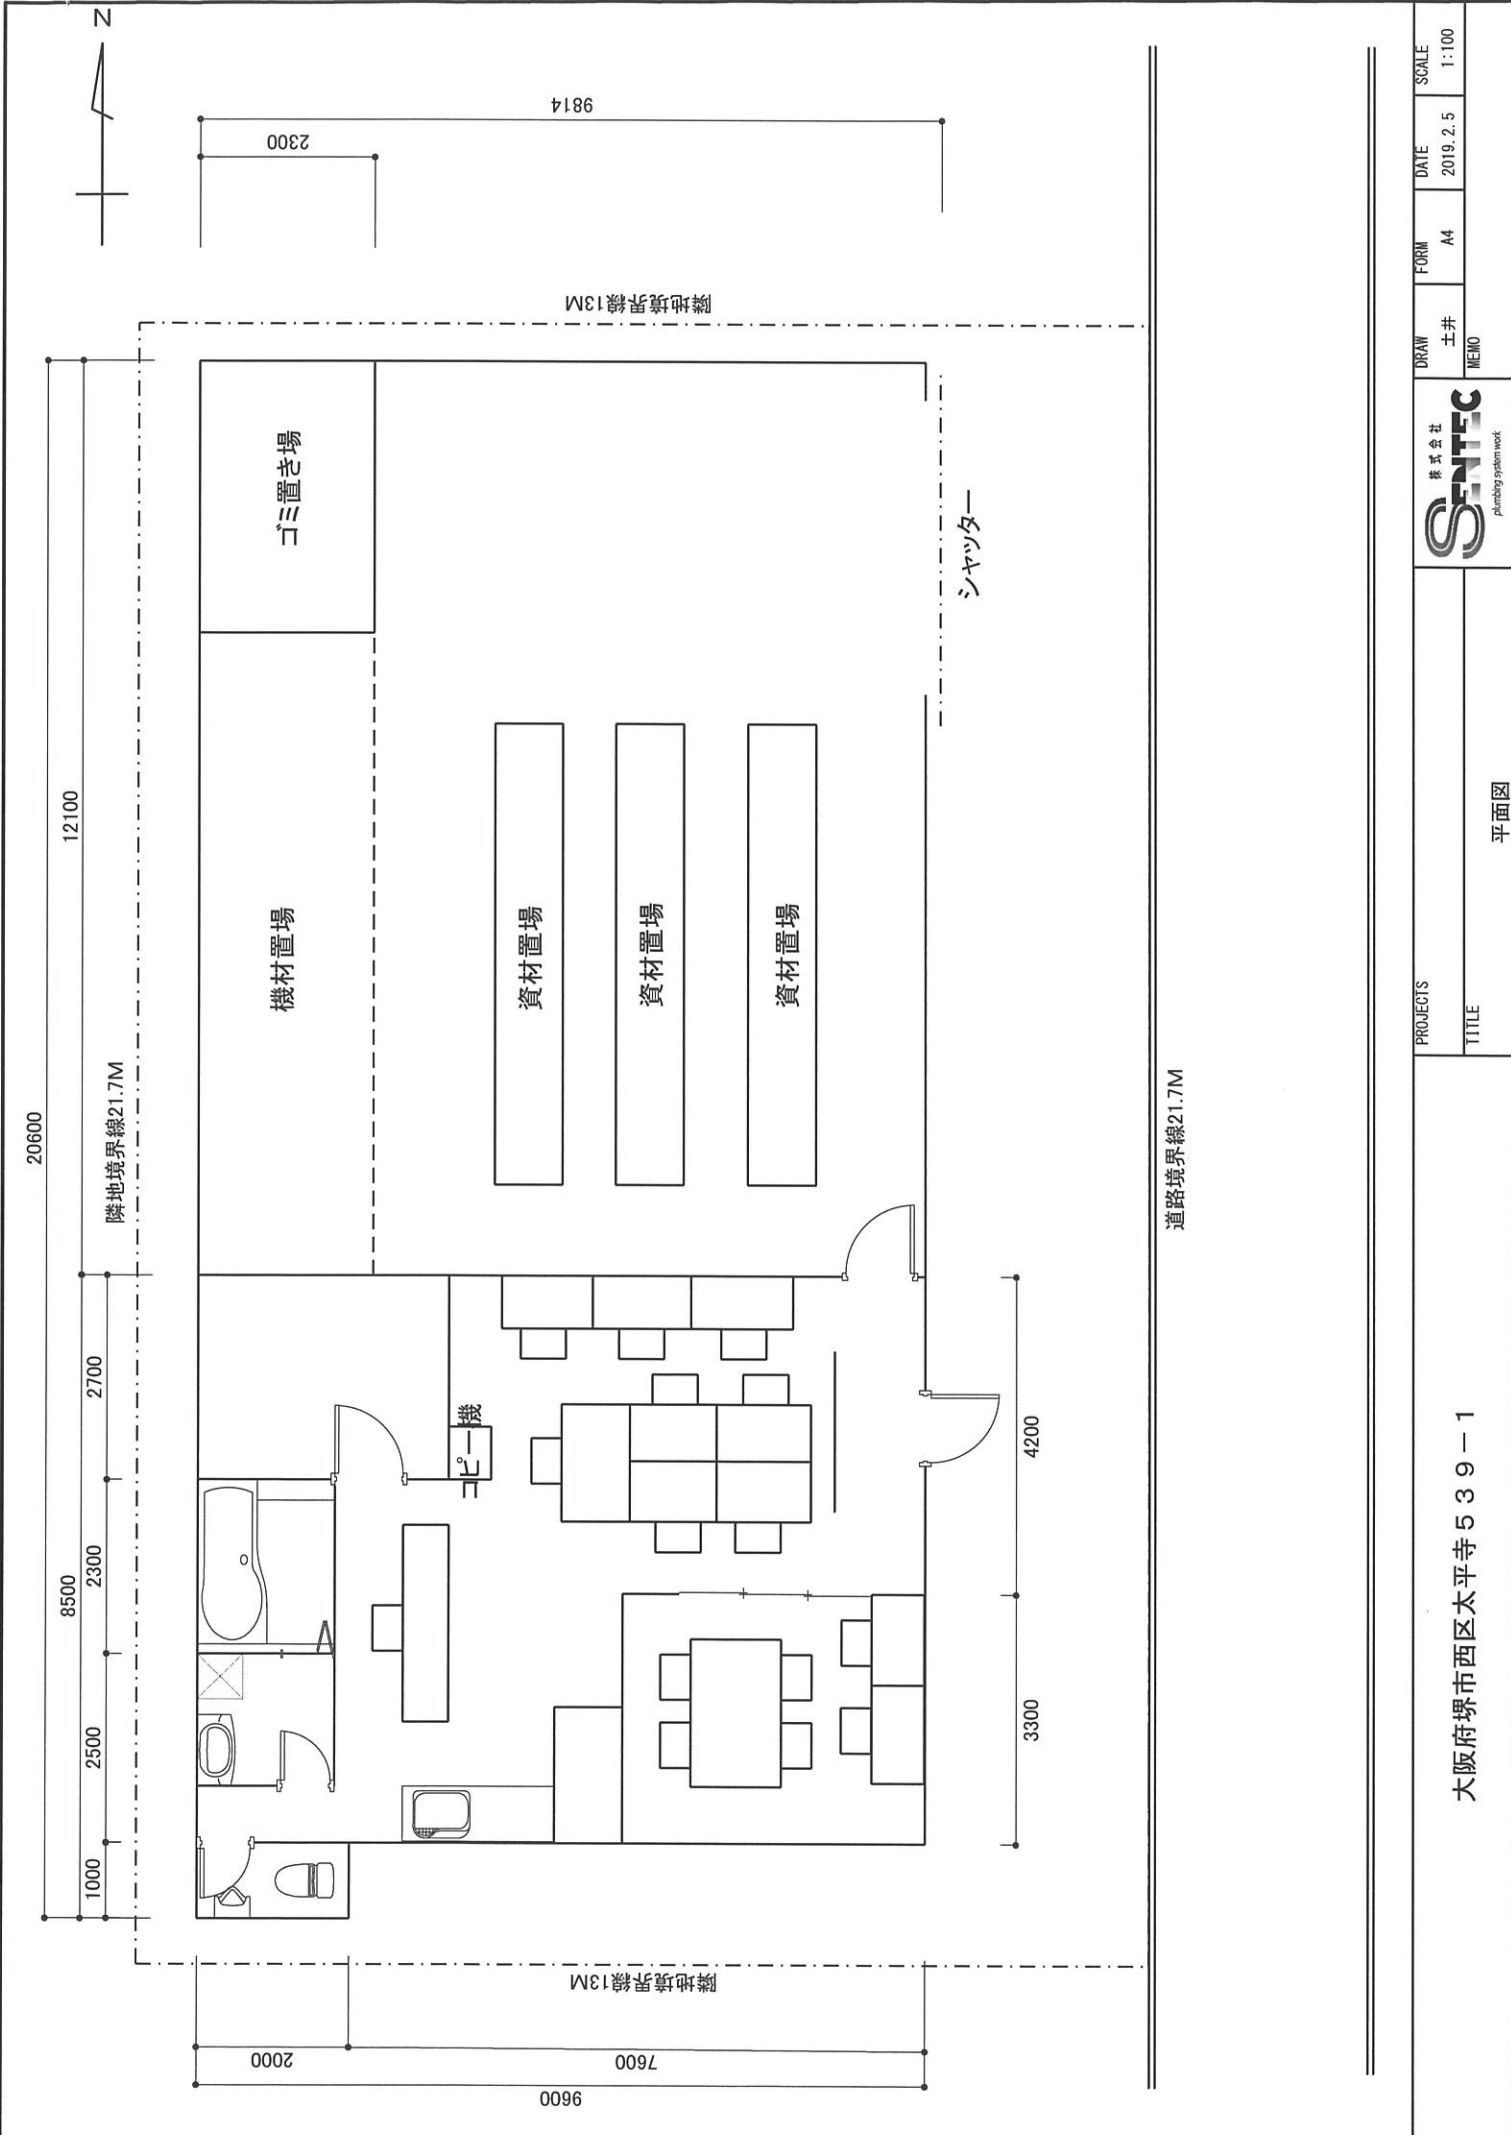 N
20600
8500
12100
1000
2500
2300
2700
隣地境界線21.7M
隣地境界線13M
隣地境界線13M
9814
2300
9600
2000
7600
3300
4200
機材置場
ゴミ置き場
資材置場
資材置場
資材置場
コピー機
シャッター
道路境界線21.7M
大阪府堺市西区太平寺539-1
PROJECTS
TITLE
平面図
株式会社
SENTEC
plumbing system work
DRAW
土井
FORM
A4
DATE
2019.2.5
SCALE
1:100
MEMO